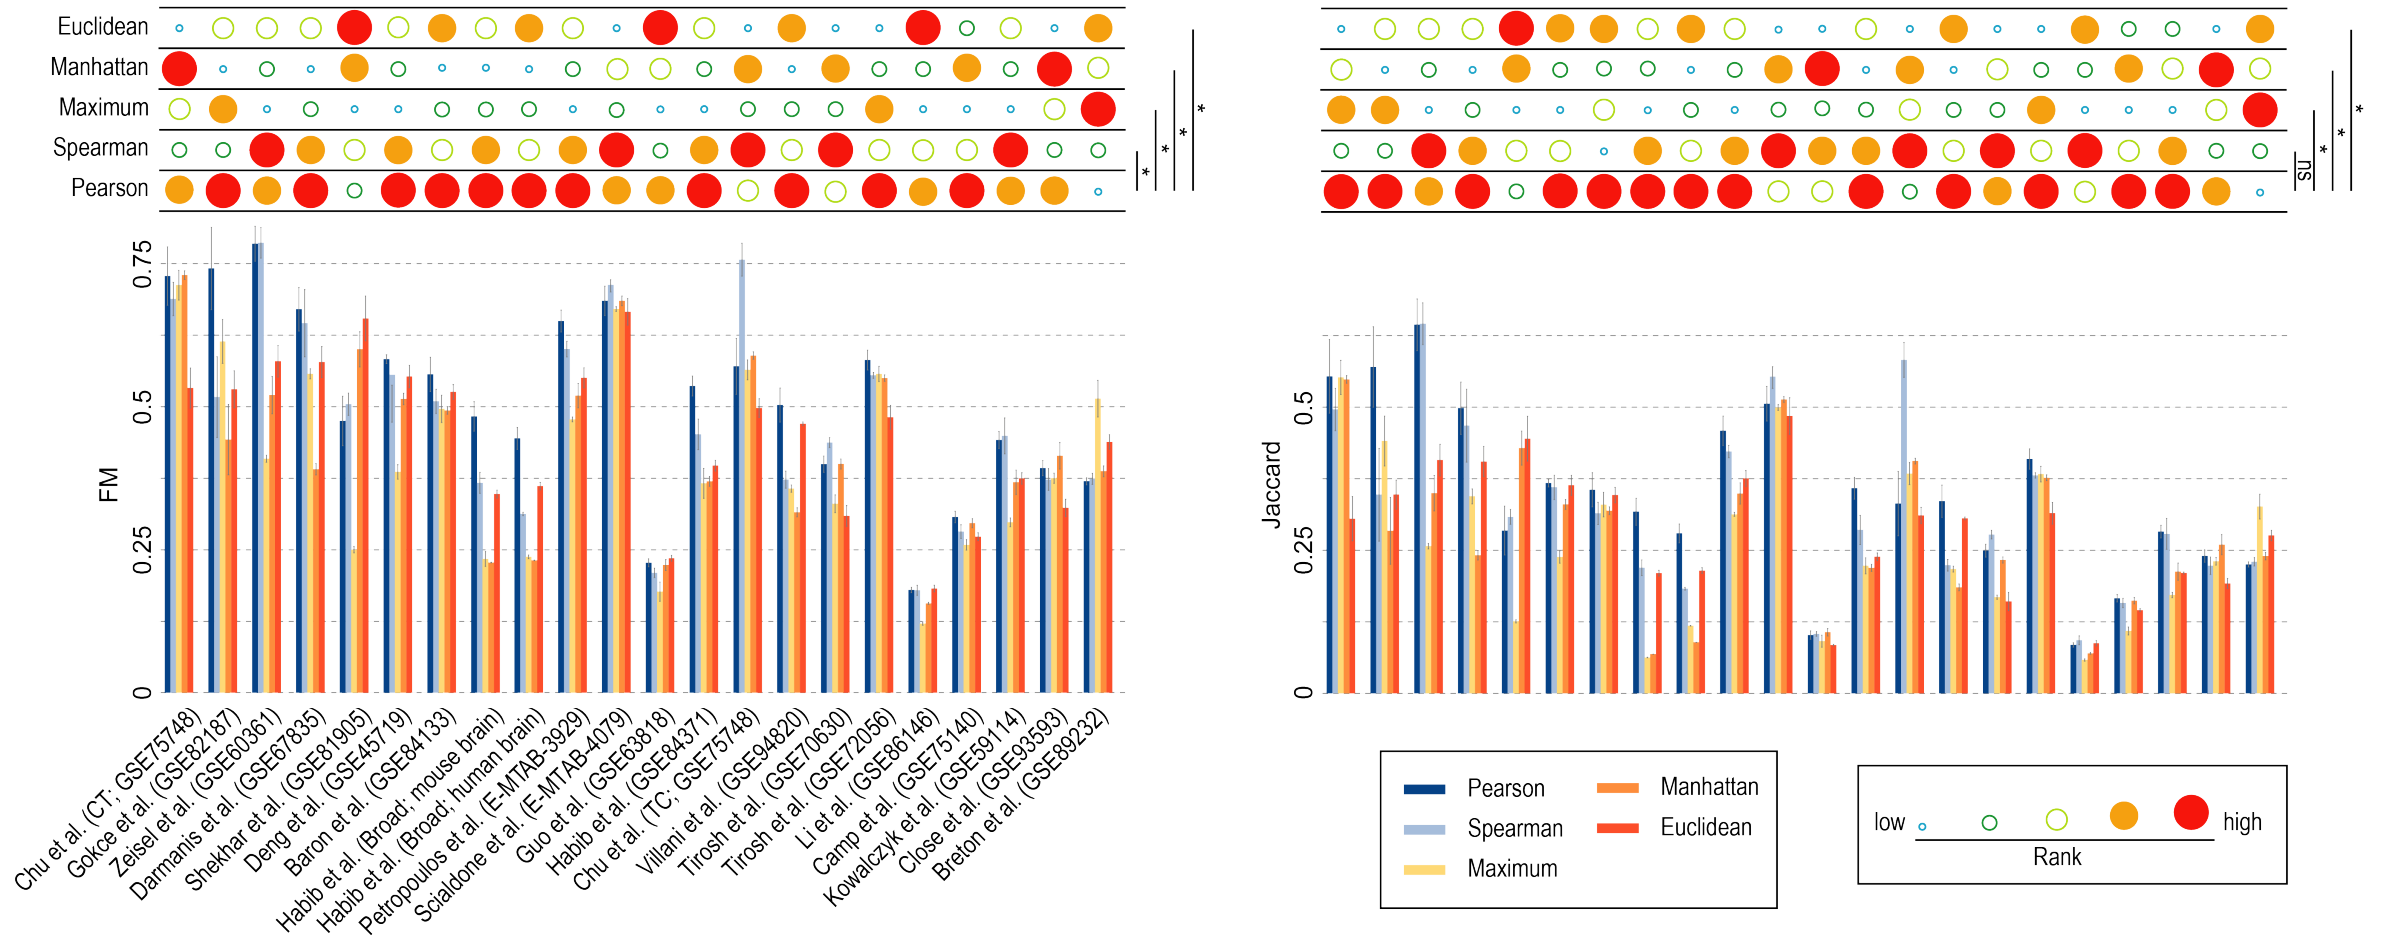 Euclidean
Manhattan
Maximum
Spearman
Pearson
*
*
*
*
ns
*
*
*
FM
0.75
0.5
0.25
0
Jaccard
0.5
0.25
0
Chu et al. (CT; GSE75748)
Gokce et al. (GSE82187)
Zeisel et al. (GSE60361)
Darmanis et al. (GSE67835)
Shekhar et al. (GSE81905)
Deng et al. (GSE45719)
Baron et al. (GSE84133)
Habib et al. (Broad; mouse brain)
Habib et al. (Broad; human brain)
Petropoulos et al. (E-MTAB-3929)
Scialdone et al. (E-MTAB-4079)
Guo et al. (GSE63818)
Habib et al. (GSE84371)
Chu et al. (TC; GSE75748)
Villani et al. (GSE94820)
Tirosh et al. (GSE70630)
Tirosh et al. (GSE72056)
Li et al. (GSE86146)
Camp et al. (GSE75140)
Kowalczyk et al. (GSE59114)
Close et al. (GSE93593)
Breton et al. (GSE89232)
Pearson
Spearman
Maximum
Manhattan
Euclidean
low
high
Rank